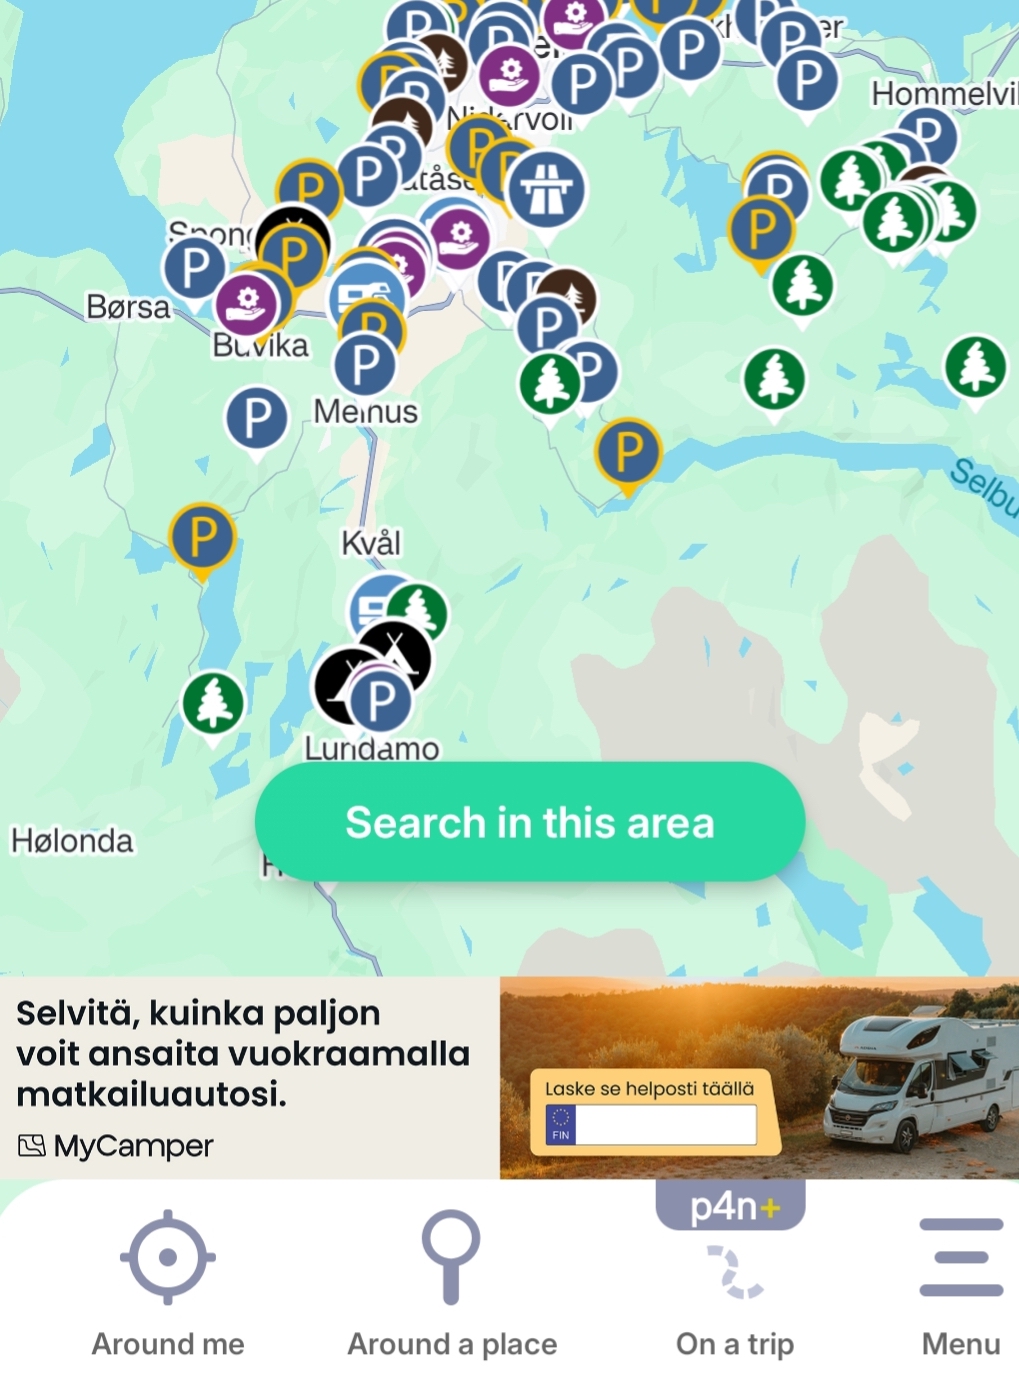 Hommelvi
Børsa
Buvika
Melhus
Selbu
Kvål
Lundamo
Search in this area
Hølonda
Selvitä, kuinka paljon
voit ansaita vuokraamalla
matkailuautosi.
MyCamper
Laske se helposti täällä
FIN
p4n+
Around me
Around a place
On a trip
Menu